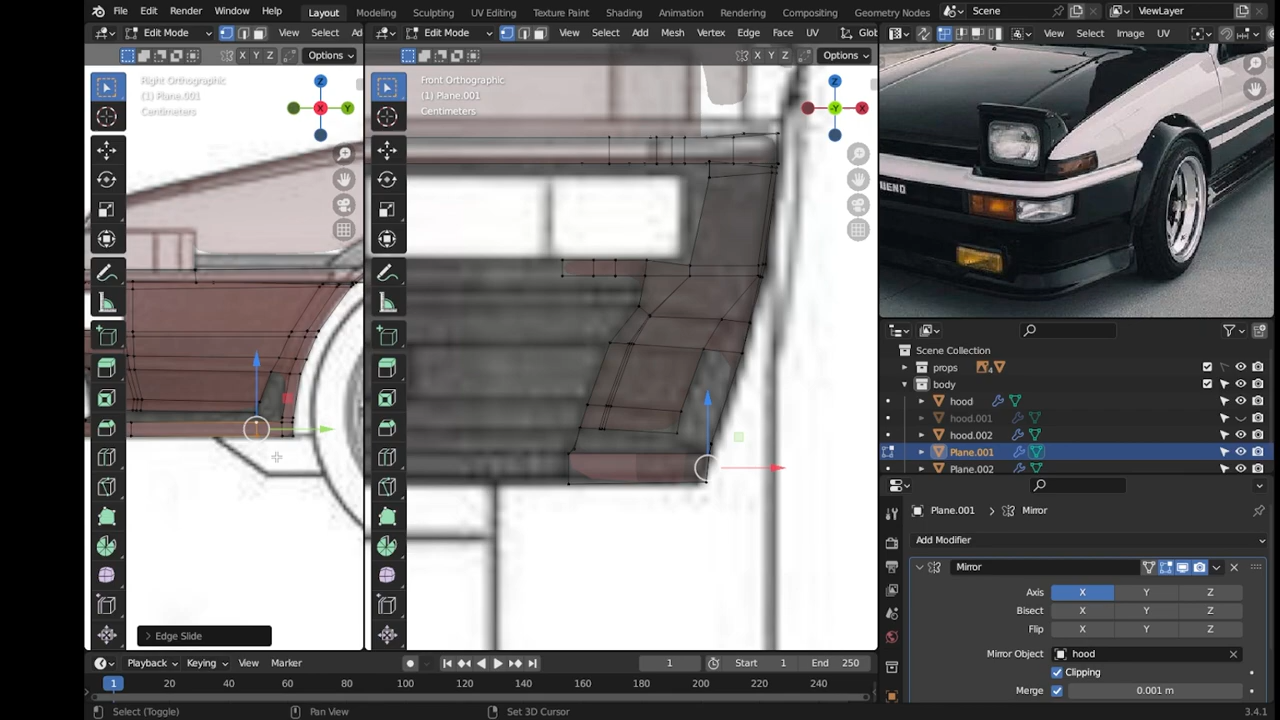 File Edit Render Window Help Layout Modeling Sculpting UV Editing Texture Paint Shading Animation Rendering Compositing Geometry Nodes Scene ViewLayer
Edit Mode View Select Ad Edit Mode View Select Add Mesh Vertex Edge Face UV Glob View Select Image UV
X Y Z Options X Y Z Options
Right Orthographic
(1) Plane.001
Centimeters
Z
X
Y
Front Orthographic
(1) Plane.001
Centimeters
Z
-Y
X
UENO
Scene Collection
props 4
body
hood
hood.001
hood.002
Plane.001
Plane.002
Plane.001 > Mirror
Add Modifier
Mirror
Axis X Y Z
Bisect X Y Z
Flip X Y Z
Mirror Object hood
Clipping
Merge 0.001 m
Edge Slide
Playback Keying View Marker 1 Start 1 End 250
1 20 40 60 80 100 120 140 160 180 200 220 240
Select (Toggle) Pan View Set 3D Cursor 3.4.1